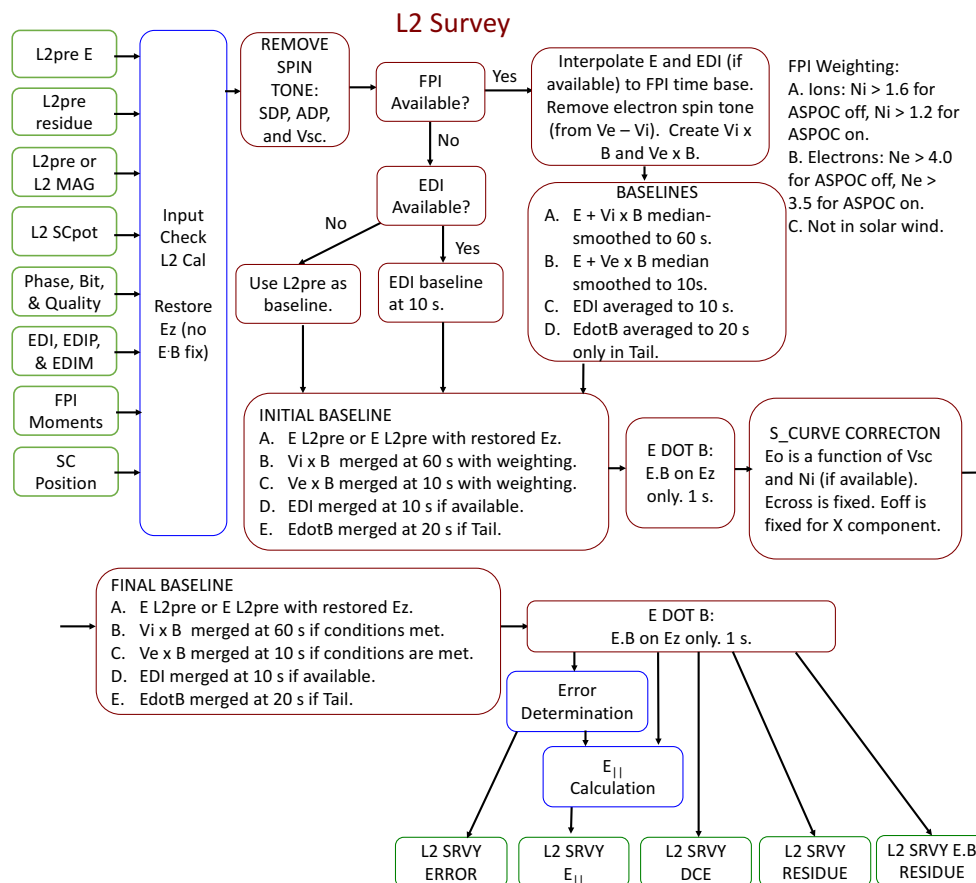 L2 Survey
L2pre E
L2pre
residue
L2pre or
L2 MAG
L2 SCpot
Phase, Bit,
& Quality
EDI, EDIP,
& EDIM
FPI
Moments
SC
Position
Input
Check
L2 Cal
Restore
Ez (no
E·B fix)
REMOVE
SPIN
TONE:
SDP, ADP,
and Vsc.
FPI
Available?
Yes
No
Interpolate E and EDI (if
available) to FPI time base.
Remove electron spin tone
(from Ve – Vi).  Create Vi x
B and Ve x B.
FPI Weighting:
A. Ions: Ni > 1.6 for
ASPOC off, Ni > 1.2 for
ASPOC on.
B. Electrons: Ne > 4.0
for ASPOC off, Ne >
3.5 for ASPOC on.
C. Not in solar wind.
EDI
Available?
No
Yes
Use L2pre as
baseline.
EDI baseline
at 10 s.
BASELINES
A. E + Vi x B median-
smoothed to 60 s.
B. E + Ve x B median
smoothed to 10s.
C. EDI averaged to 10 s.
D. EdotB averaged to 20 s
only in Tail.
INITIAL BASELINE
A. E L2pre or E L2pre with restored Ez.
B. Vi x B  merged at 60 s with weighting.
C. Ve x B merged at 10 s with weighting.
D. EDI merged at 10 s if available.
E. EdotB merged at 20 s if Tail.
E DOT B:
E.B on Ez
only. 1 s.
S_CURVE CORRECTON
Eo is a function of Vsc
and Ni (if available).
Ecross is fixed. Eoff is
fixed for X component.
FINAL BASELINE
A. E L2pre or E L2pre with restored Ez.
B. Vi x B  merged at 60 s if conditions met.
C. Ve x B merged at 10 s if conditions are met.
D. EDI merged at 10 s if available.
E. EdotB merged at 20 s if Tail.
E DOT B:
E.B on Ez only. 1 s.
Error
Determination
E||
Calculation
L2 SRVY
ERROR
L2 SRVY
E||
L2 SRVY
DCE
L2 SRVY
RESIDUE
L2 SRVY E.B
RESIDUE